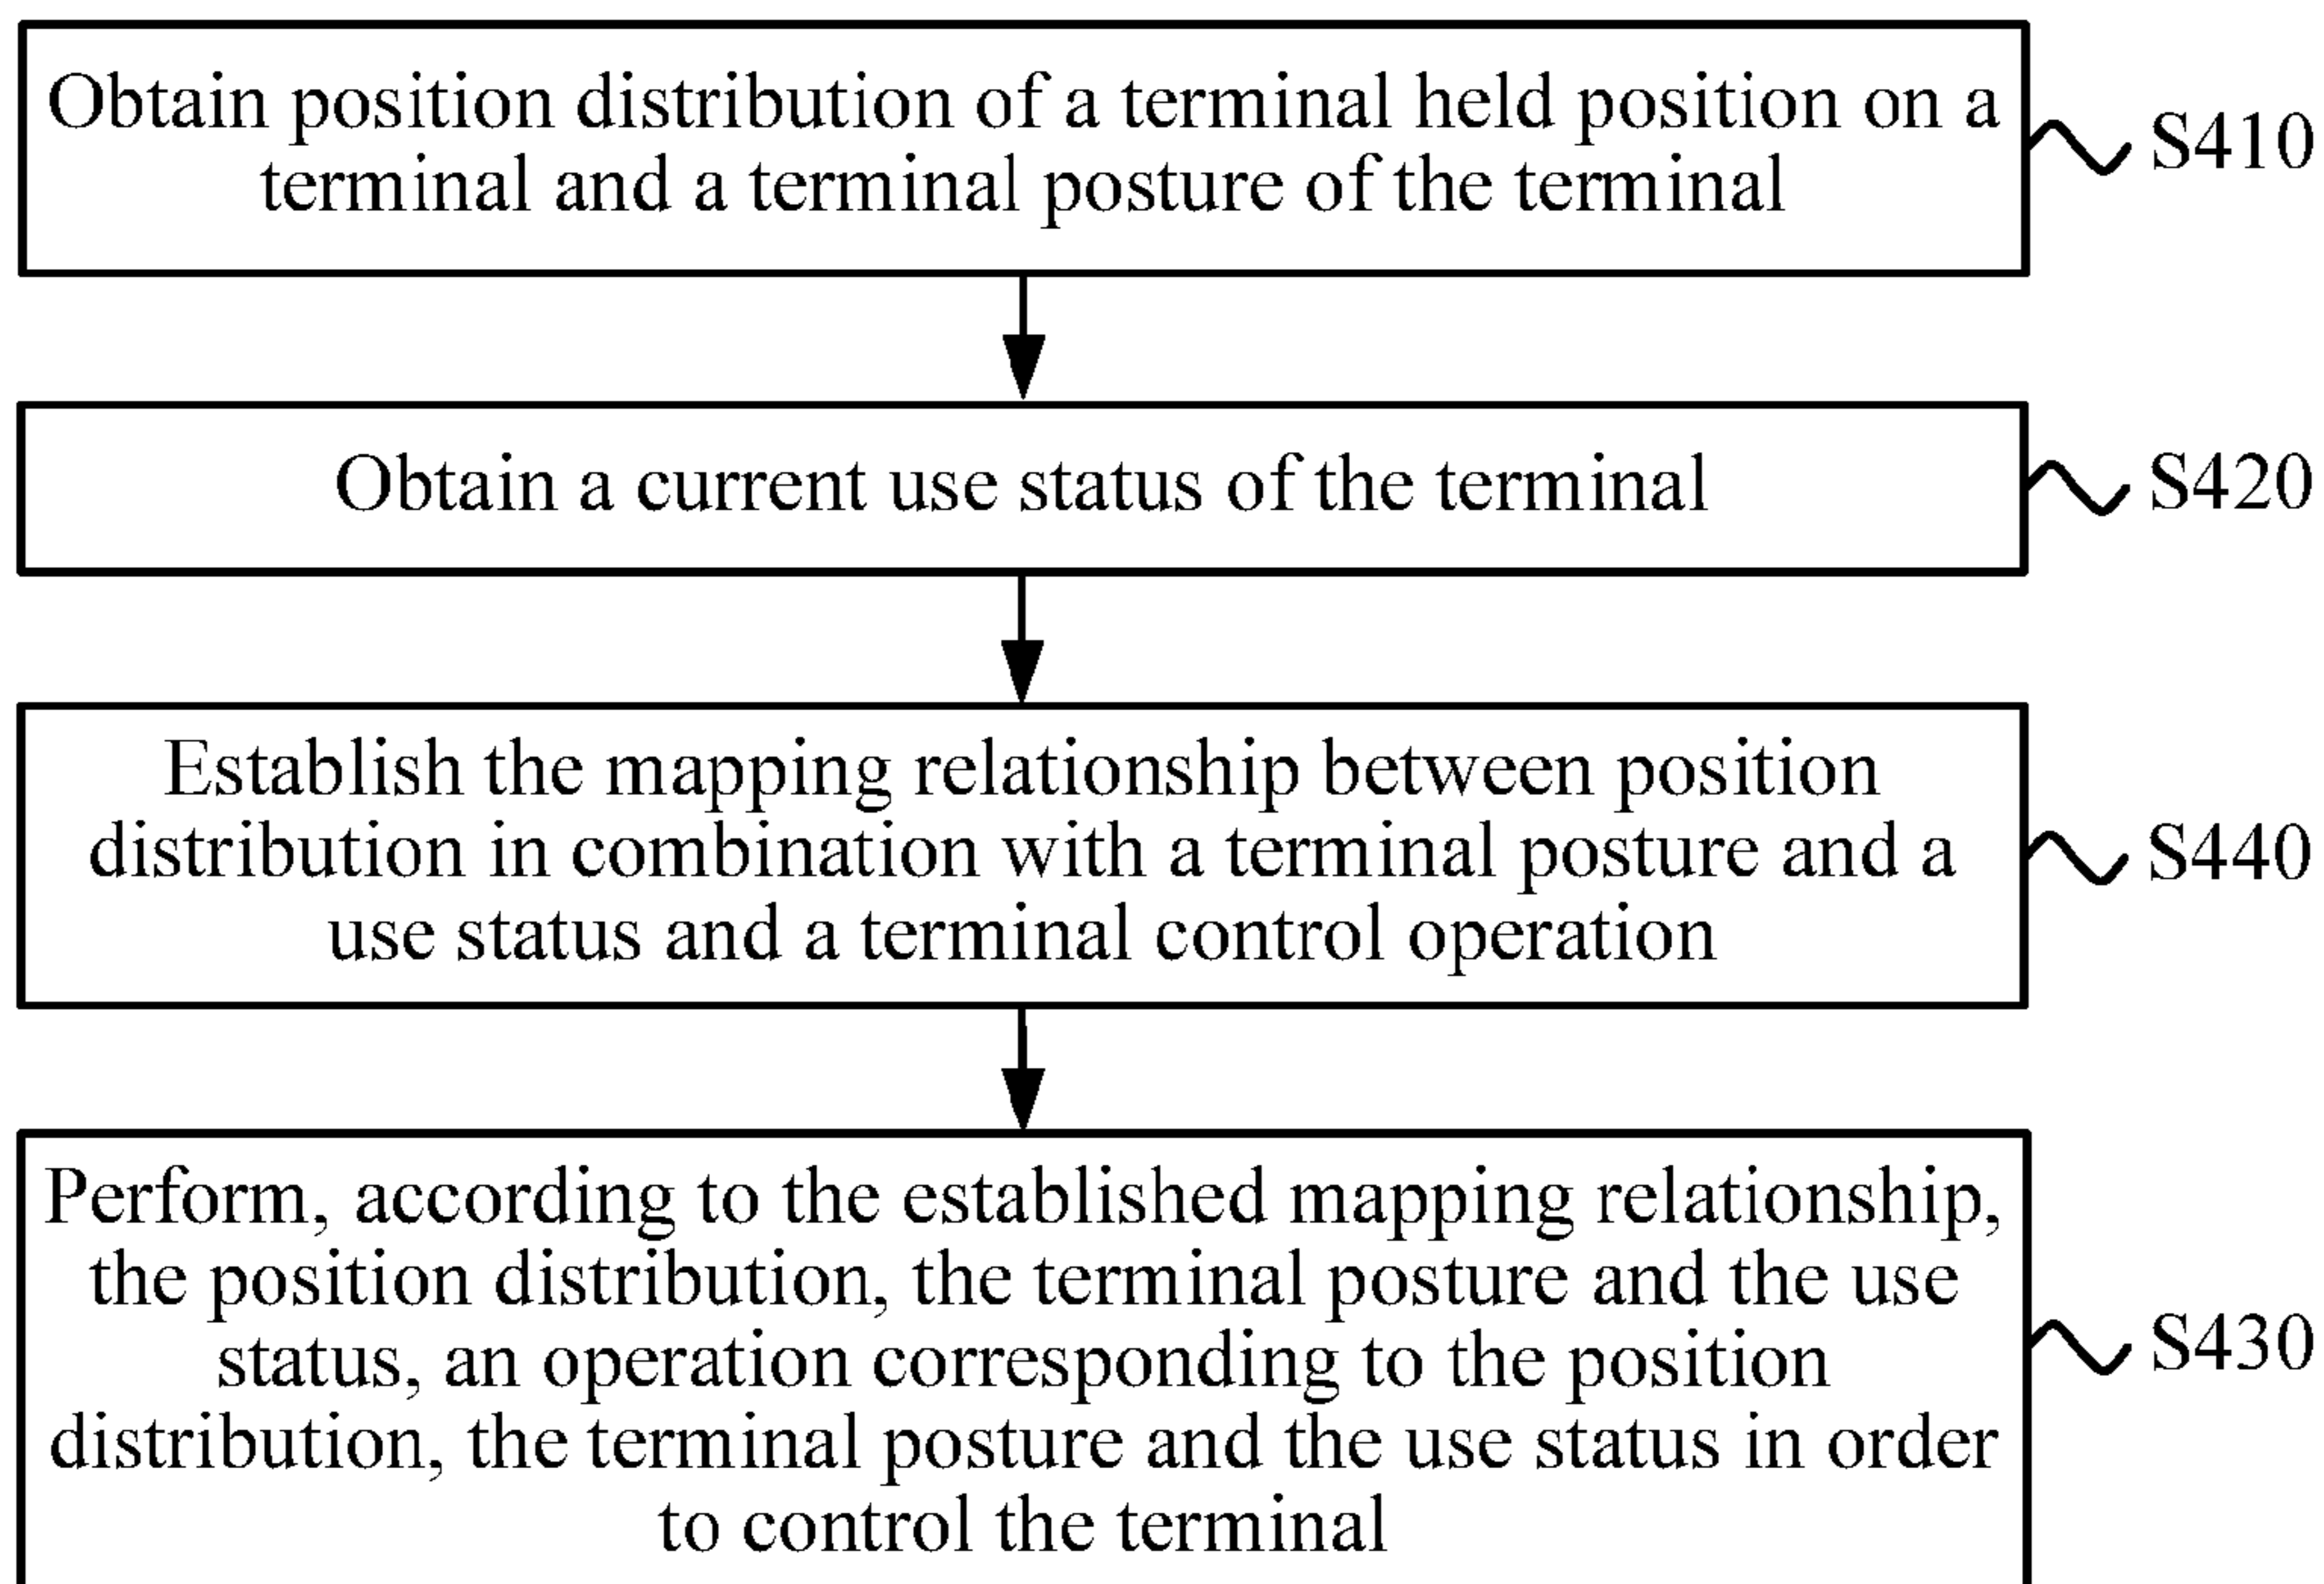 Obtain position distribution of a terminal held position on a
terminal and a terminal posture of the terminal
S410
Obtain a current use status of the terminal
S420
Establish the mapping relationship between position
distribution in combination with a terminal posture and a
use status and a terminal control operation
S440
Perform, according to the established mapping relationship,
the position distribution, the terminal posture and the use
status, an operation corresponding to the position
distribution, the terminal posture and the use status in order
to control the terminal
S430